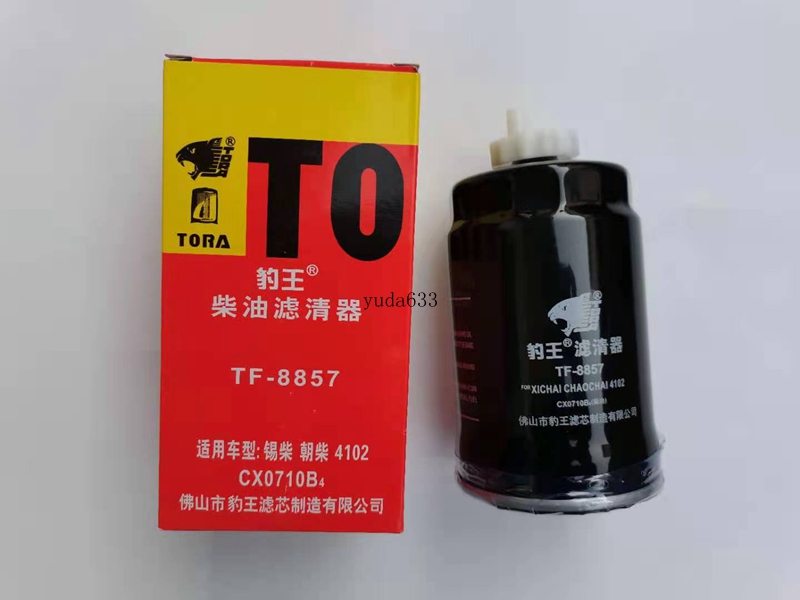 TO
TORA
豹王®
柴油滤清器
TF-8857
适用车型:锡柴 朝柴 4102
CX0710B4
佛山市豹王滤芯制造有限公司
yuda633
豹王® 滤清器
TF-8857
FOR XICHAI CHAOCHAI 4102
CX0710B4(柴油)
佛山市豹王滤芯制造有限公司